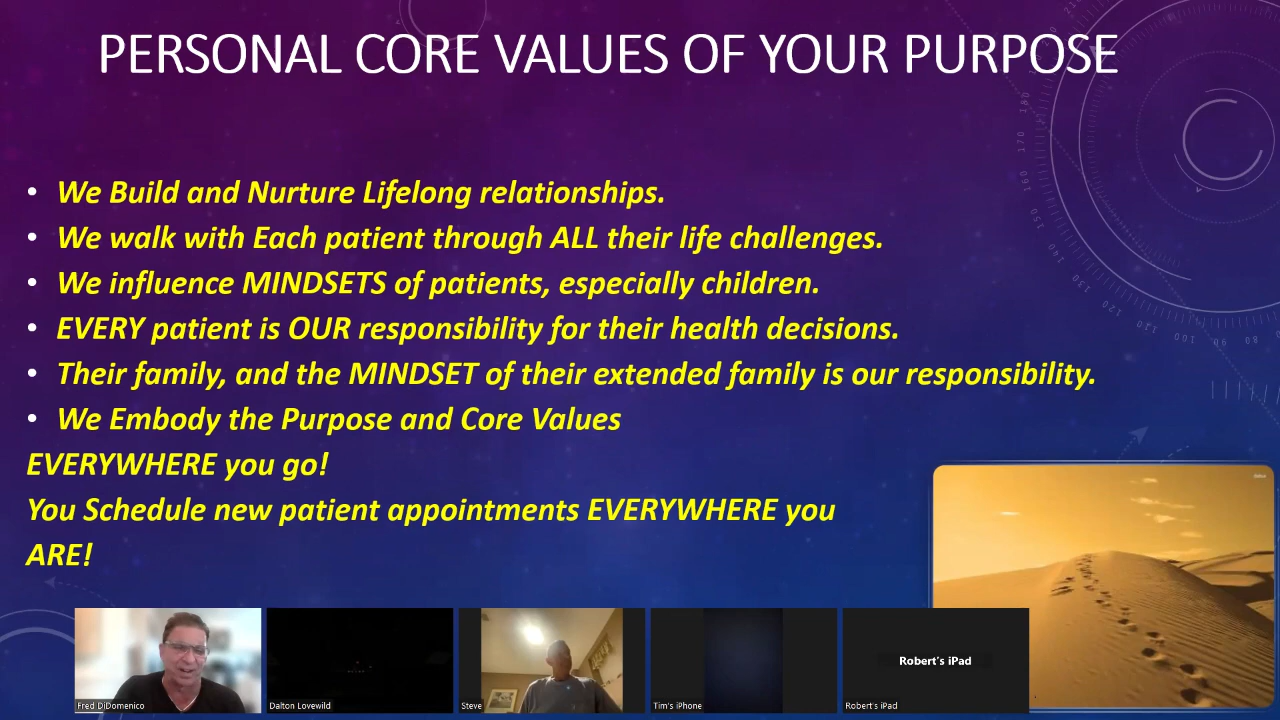 PERSONAL CORE VALUES OF YOUR PURPOSE
• We Build and Nurture Lifelong relationships.
• We walk with Each patient through ALL their life challenges.
• We influence MINDSETS of patients, especially children.
• EVERY patient is OUR responsibility for their health decisions.
• Their family, and the MINDSET of their extended family is our responsibility.
• We Embody the Purpose and Core Values
EVERYWHERE you go!
You Schedule new patient appointments EVERYWHERE you
ARE!
Robert's iPad
Fred DiDomenico
Dalton Lovewild
Steve
Tim's iPhone
Robert's iPad